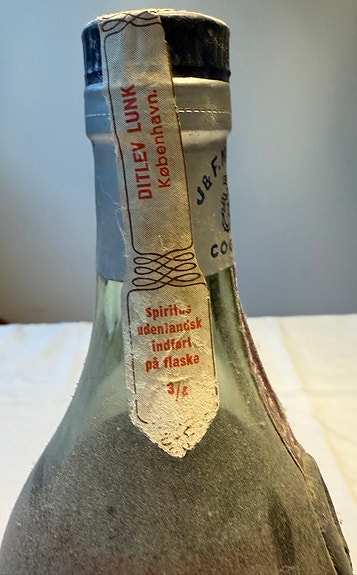 DITLEV LUNK
København.
Spiritus
udenlandsk
indført
på flaske
3/4
J & F.